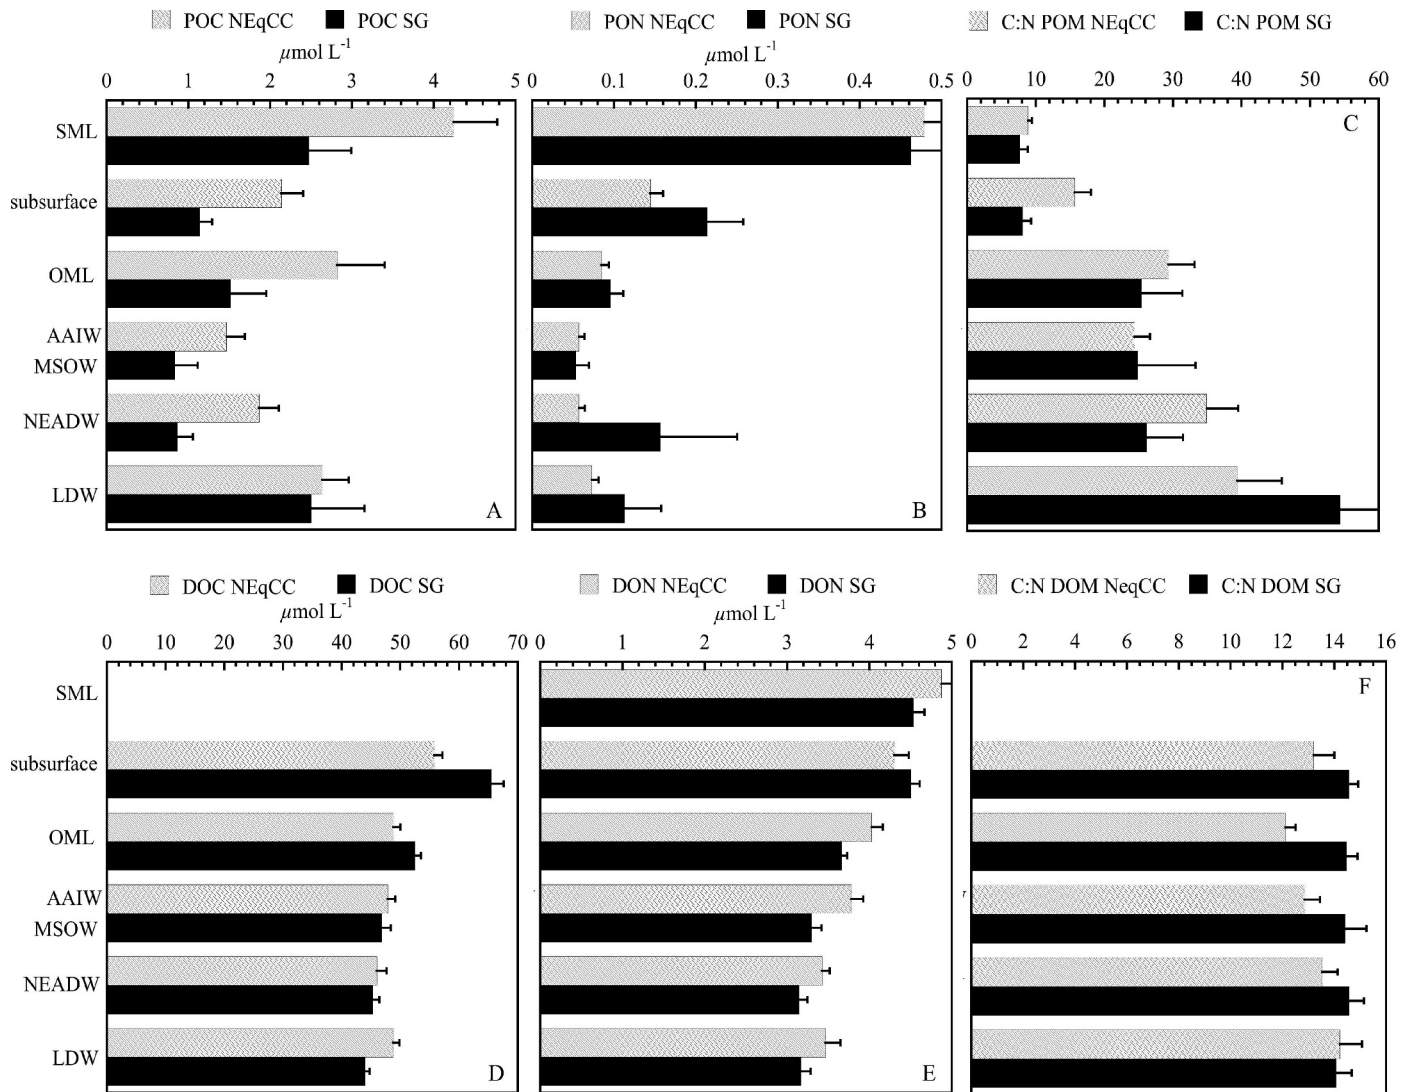 POC NEqCC POC SG
µmol L-1
0 1 2 3 4 5
SML
subsurface
OML
AAIW
MSOW
NEADW
LDW
A
PON NEqCC PON SG
µmol L-1
0 0.1 0.2 0.3 0.4 0.5
B
C:N POM NEqCC C:N POM SG
0 10 20 30 40 50 60
C
DOC NEqCC DOC SG
µmol L-1
0 10 20 30 40 50 60 70
SML
subsurface
OML
AAIW
MSOW
NEADW
LDW
D
DON NEqCC DON SG
µmol L-1
0 1 2 3 4 5
E
C:N DOM NeqCC C:N DOM SG
0 2 4 6 8 10 12 14 16
F